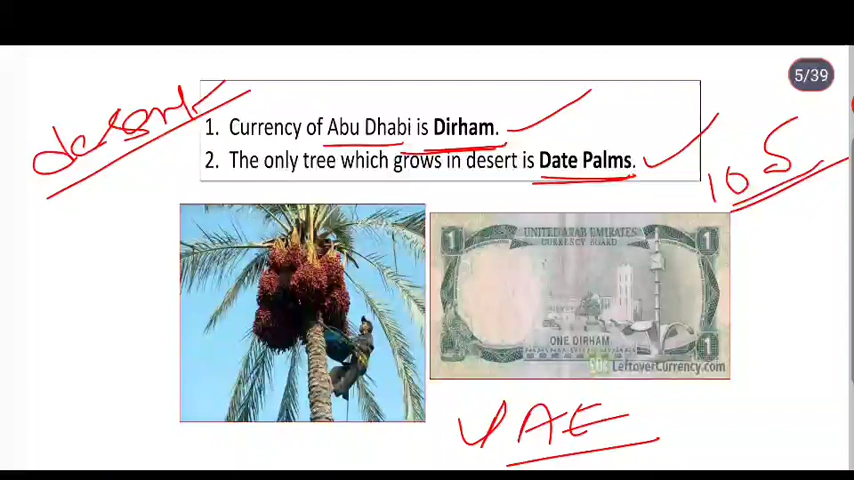 5/39
desert
1. Currency of Abu Dhabi is Dirham.
2. The only tree which grows in desert is Date Palms.
10 S
1 UNITED ARAB EMIRATES 1
CURRENCY BOARD
ONE DIRHAM
1
LeftoverCurrency.com
UAE